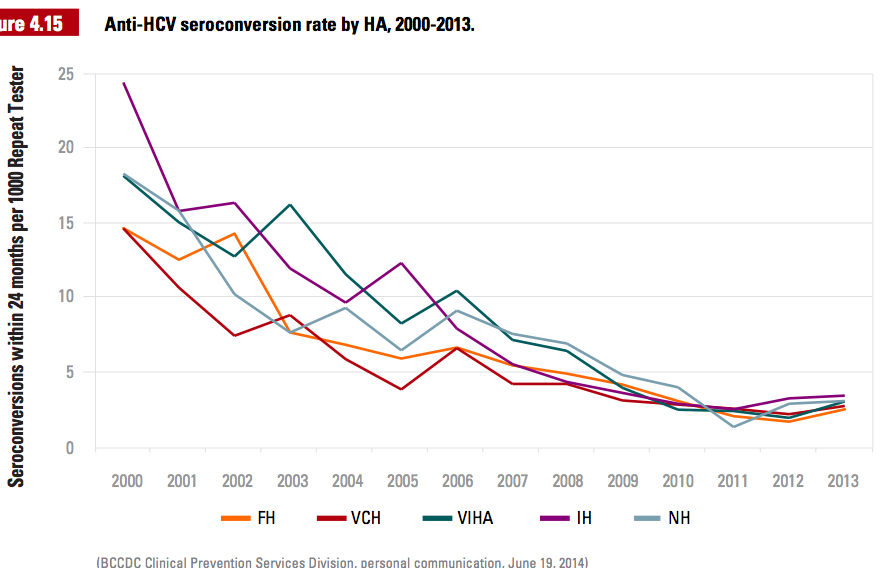 ure 4.15 Anti-HCV seroconversion rate by HA, 2000-2013.
Seroconversions within 24 months per 1000 Repeat Tester
25
20
15
10
5
0
2000 2001 2002 2003 2004 2005 2006 2007 2008 2009 2010 2011 2012 2013
FH VCH VIHA IH NH
(BCCDC Clinical Prevention Services Division, personal communication, June 19, 2014)